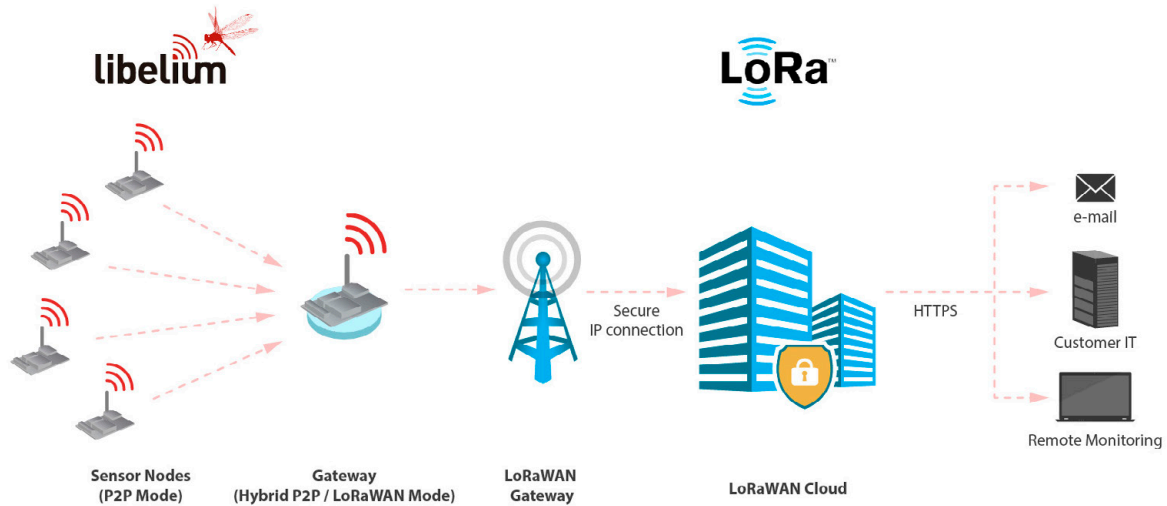 libelium
LoRa™
e-mail
Secure
IP connection
HTTPS
Customer IT
Remote Monitoring
Sensor Nodes
(P2P Mode)
Gateway
(Hybrid P2P / LoRaWAN Mode)
LoRaWAN
Gateway
LoRaWAN Cloud